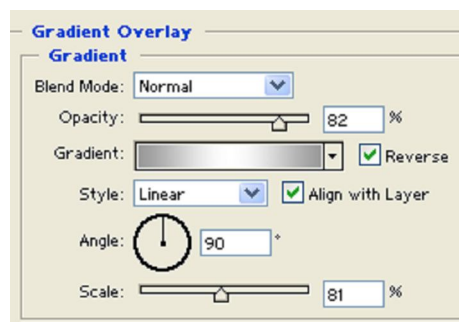 Gradient Overlay
Gradient
Blend Mode: Normal
Opacity: 82 %
Gradient: Reverse
Style: Linear Align with Layer
Angle: 90 °
Scale: 81 %